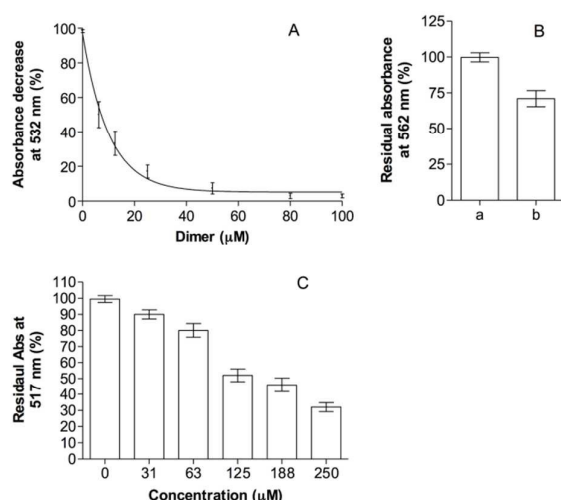 A
Absorbance decrease
at 532 nm (%)
100
80
60
40
20
0
0 20 40 60 80 100
Dimer (μM)
B
Residual absorbance
at 562 nm (%)
125
100
75
50
25
0
a b
C
Residaul Abs at
517 nm (%)
110
100
90
80
70
60
50
40
30
20
10
0
0 31 63 125 188 250
Concentration (μM)